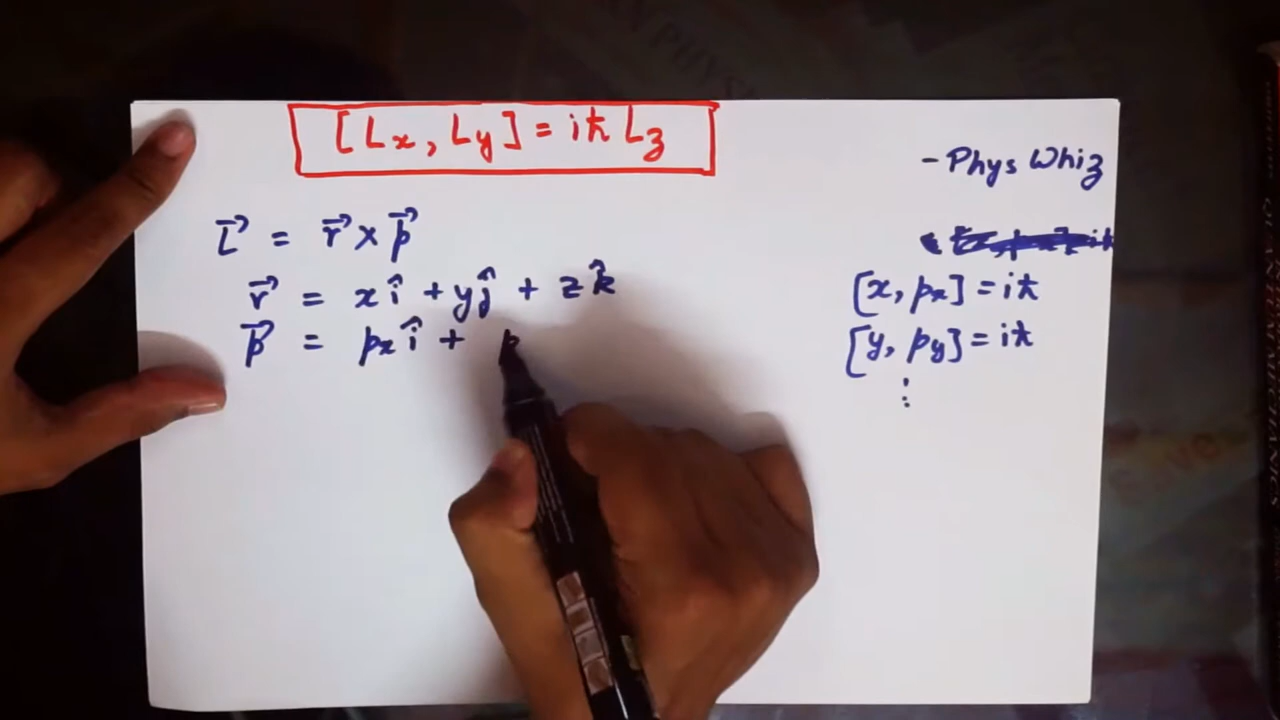 [Lx, Ly] = iħ Lz
- Phys Whiz
L⃗ = r⃗ × p⃗
r⃗ = x î + y ĵ + z k̂
p⃗ = px î +
[x, px] = iħ
[y, py] = iħ
⋮